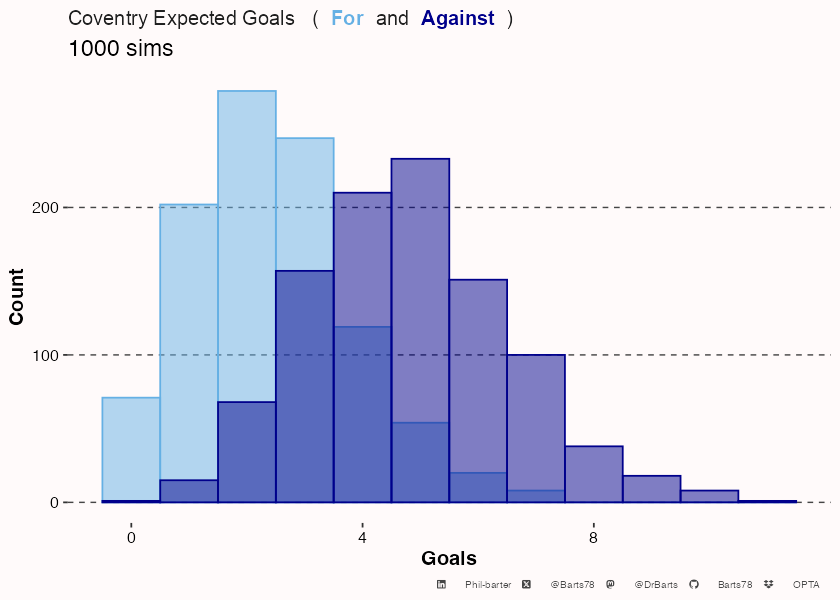 Coventry Expected Goals ( For and Against )
1000 sims
Count
200
100
0
0 4 8
Goals
Phil-barter @Barts78 @DrBarts Barts78 OPTA